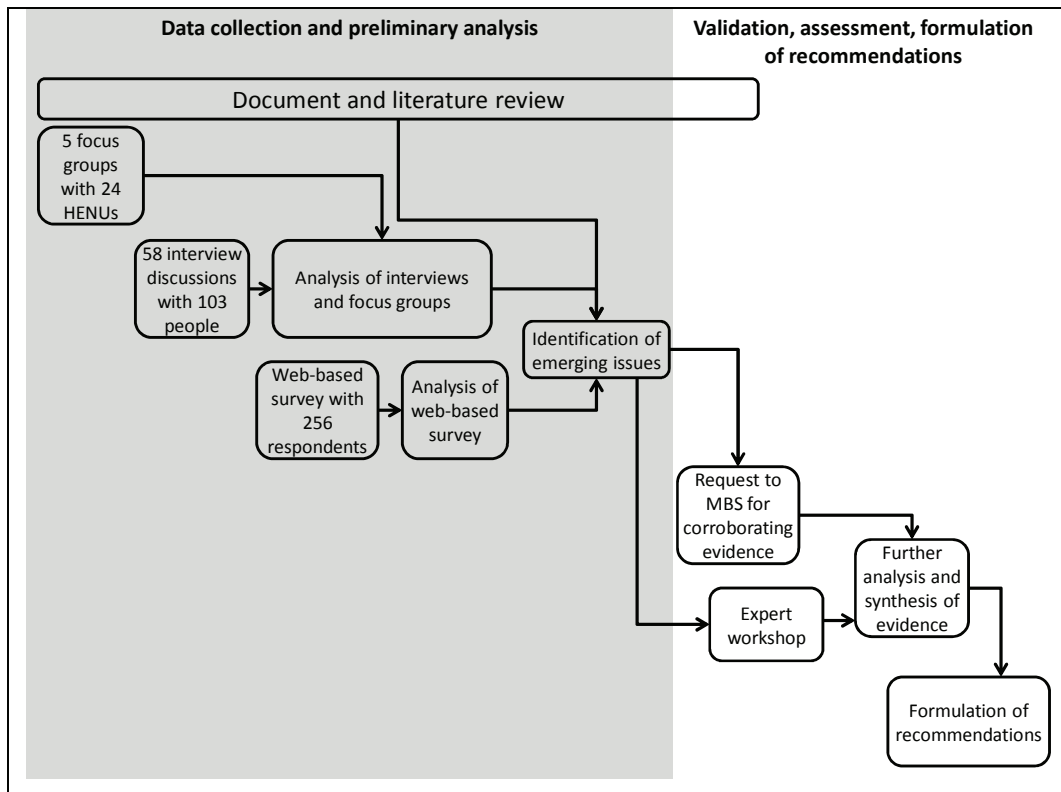 Data collection and preliminary analysis
Validation, assessment, formulation
of recommendations
Document and literature review
5 focus
groups
with 24
HENUs
58 interview
discussions
with 103
people
Analysis of interviews
and focus groups
Identification of
emerging issues
Web-based
survey with
256
respondents
Analysis of
web-based
survey
Request to
MBS for
corroborating
evidence
Further
analysis and
synthesis of
evidence
Expert
workshop
Formulation of
recommendations